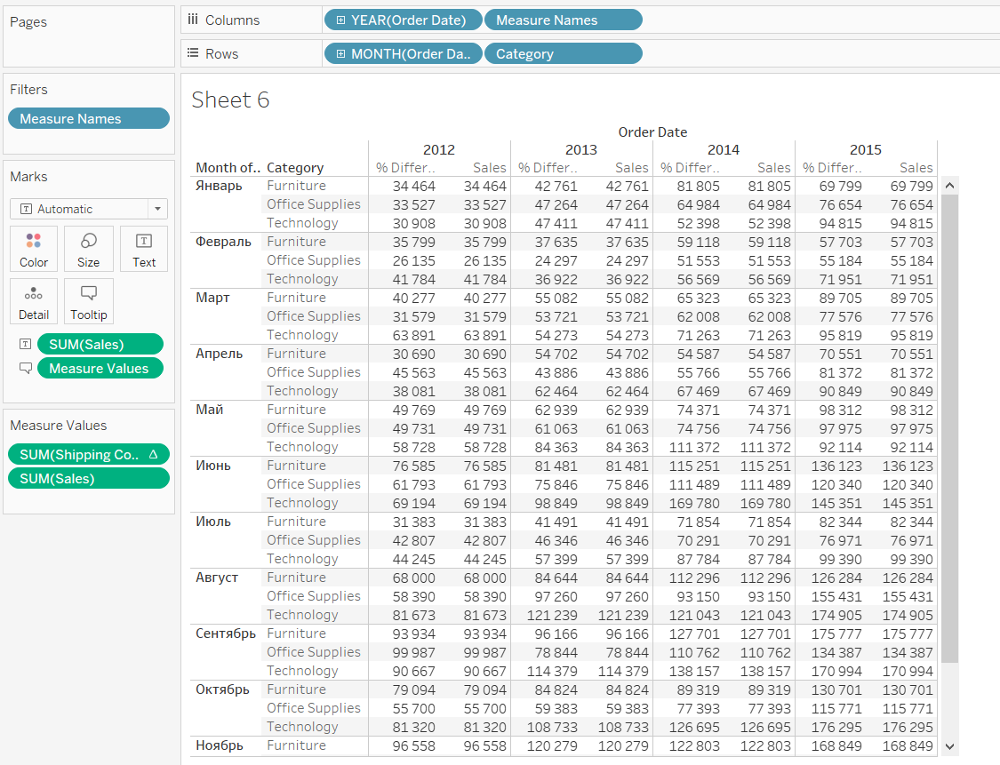 Pages
Columns YEAR(Order Date) Measure Names
Rows MONTH(Order Da.. Category
Filters
Measure Names
Marks
Automatic
Color Size Text
Detail Tooltip
SUM(Sales)
Measure Values
Measure Values
SUM(Shipping Co.. Δ
SUM(Sales)
Sheet 6
Order Date
2012 2013 2014 2015
Month of.. Category % Differ.. Sales % Differ.. Sales % Differ.. Sales % Differ.. Sales
Январь Furniture 34 464 34 464 42 761 42 761 81 805 81 805 69 799 69 799
Office Supplies 33 527 33 527 47 264 47 264 64 984 64 984 76 654 76 654
Technology 30 908 30 908 47 411 47 411 52 398 52 398 94 815 94 815
Февраль Furniture 35 799 35 799 37 635 37 635 59 118 59 118 57 703 57 703
Office Supplies 26 135 26 135 24 297 24 297 51 553 51 553 55 184 55 184
Technology 41 784 41 784 36 922 36 922 56 569 56 569 71 951 71 951
Март Furniture 40 277 40 277 55 082 55 082 65 323 65 323 89 705 89 705
Office Supplies 31 579 31 579 53 721 53 721 62 008 62 008 77 576 77 576
Technology 63 891 63 891 54 273 54 273 71 263 71 263 95 819 95 819
Апрель Furniture 30 690 30 690 54 702 54 702 54 587 54 587 70 551 70 551
Office Supplies 45 563 45 563 43 886 43 886 55 766 55 766 81 372 81 372
Technology 38 081 38 081 62 464 62 464 67 469 67 469 90 849 90 849
Май Furniture 49 769 49 769 62 939 62 939 74 371 74 371 98 312 98 312
Office Supplies 49 731 49 731 61 063 61 063 74 756 74 756 97 975 97 975
Technology 58 728 58 728 84 363 84 363 111 372 111 372 92 114 92 114
Июнь Furniture 76 585 76 585 81 481 81 481 115 251 115 251 136 123 136 123
Office Supplies 61 793 61 793 75 846 75 846 111 489 111 489 120 340 120 340
Technology 69 194 69 194 98 849 98 849 169 780 169 780 145 351 145 351
Июль Furniture 31 383 31 383 41 491 41 491 71 854 71 854 82 344 82 344
Office Supplies 42 807 42 807 46 346 46 346 70 291 70 291 76 971 76 971
Technology 44 245 44 245 57 399 57 399 87 784 87 784 99 390 99 390
Август Furniture 68 000 68 000 84 644 84 644 112 296 112 296 126 284 126 284
Office Supplies 58 390 58 390 97 260 97 260 93 150 93 150 155 431 155 431
Technology 81 673 81 673 121 239 121 239 121 043 121 043 174 905 174 905
Сентябрь Furniture 93 934 93 934 96 166 96 166 127 701 127 701 175 777 175 777
Office Supplies 99 987 99 987 78 844 78 844 110 762 110 762 134 387 134 387
Technology 90 667 90 667 114 379 114 379 138 157 138 157 170 994 170 994
Октябрь Furniture 79 094 79 094 84 824 84 824 89 319 89 319 130 701 130 701
Office Supplies 55 700 55 700 59 383 59 383 77 393 77 393 115 771 115 771
Technology 81 320 81 320 108 733 108 733 126 695 126 695 176 295 176 295
Ноябрь Furniture 96 558 96 558 120 279 120 279 122 803 122 803 168 849 168 849